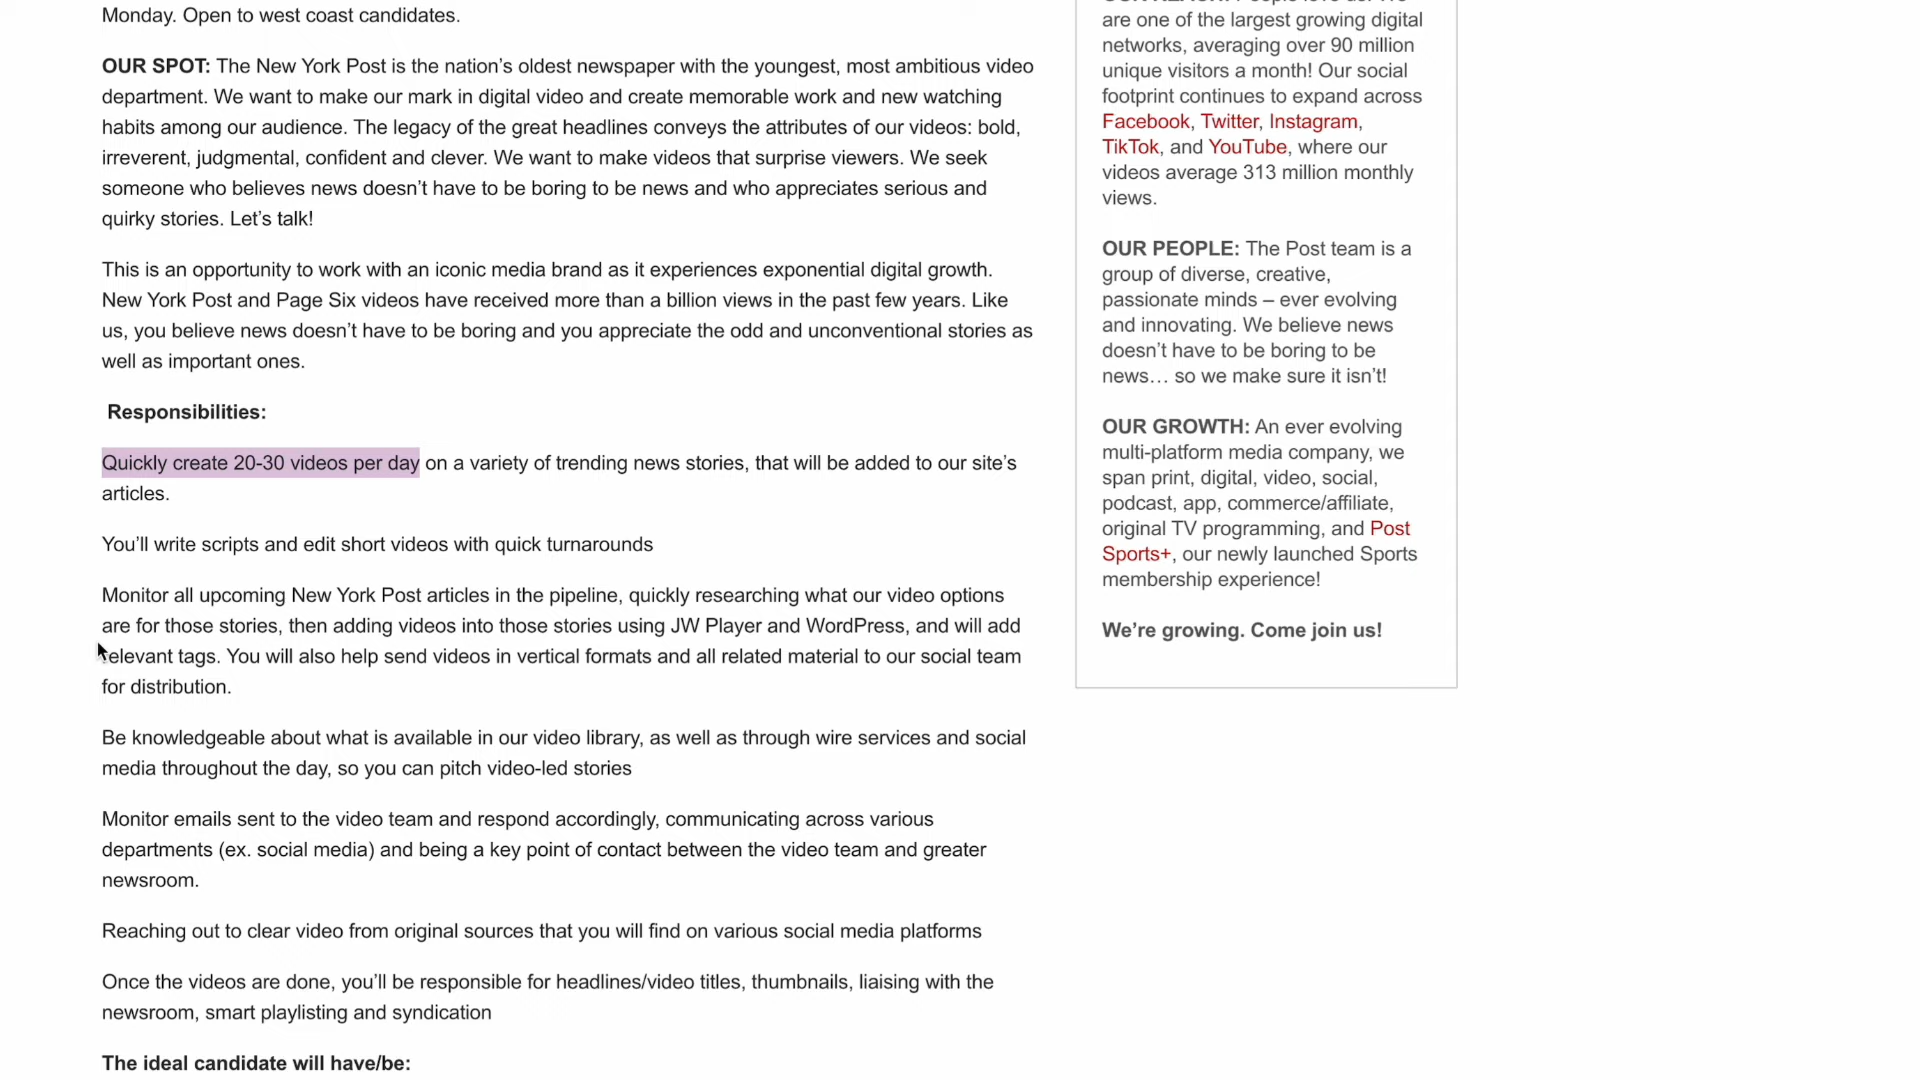 Monday. Open to west coast candidates.
OUR SPOT: The New York Post is the nation’s oldest newspaper with the youngest, most ambitious video
department. We want to make our mark in digital video and create memorable work and new watching
habits among our audience. The legacy of the great headlines conveys the attributes of our videos: bold,
irreverent, judgmental, confident and clever. We want to make videos that surprise viewers. We seek
someone who believes news doesn’t have to be boring to be news and who appreciates serious and
quirky stories. Let’s talk!
This is an opportunity to work with an iconic media brand as it experiences exponential digital growth.
New York Post and Page Six videos have received more than a billion views in the past few years. Like
us, you believe news doesn’t have to be boring and you appreciate the odd and unconventional stories as
well as important ones.
Responsibilities:
Quickly create 20-30 videos per day on a variety of trending news stories, that will be added to our site’s
articles.
You’ll write scripts and edit short videos with quick turnarounds
Monitor all upcoming New York Post articles in the pipeline, quickly researching what our video options
are for those stories, then adding videos into those stories using JW Player and WordPress, and will add
relevant tags. You will also help send videos in vertical formats and all related material to our social team
for distribution.
Be knowledgeable about what is available in our video library, as well as through wire services and social
media throughout the day, so you can pitch video-led stories
Monitor emails sent to the video team and respond accordingly, communicating across various
departments (ex. social media) and being a key point of contact between the video team and greater
newsroom.
Reaching out to clear video from original sources that you will find on various social media platforms
Once the videos are done, you’ll be responsible for headlines/video titles, thumbnails, liaising with the
newsroom, smart playlisting and syndication
The ideal candidate will have/be:
are one of the largest growing digital
networks, averaging over 90 million
unique visitors a month! Our social
footprint continues to expand across
Facebook, Twitter, Instagram,
TikTok, and YouTube, where our
videos average 313 million monthly
views.
OUR PEOPLE: The Post team is a
group of diverse, creative,
passionate minds – ever evolving
and innovating. We believe news
doesn’t have to be boring to be
news… so we make sure it isn’t!
OUR GROWTH: An ever evolving
multi-platform media company, we
span print, digital, video, social,
podcast, app, commerce/affiliate,
original TV programming, and Post
Sports+, our newly launched Sports
membership experience!
We’re growing. Come join us!